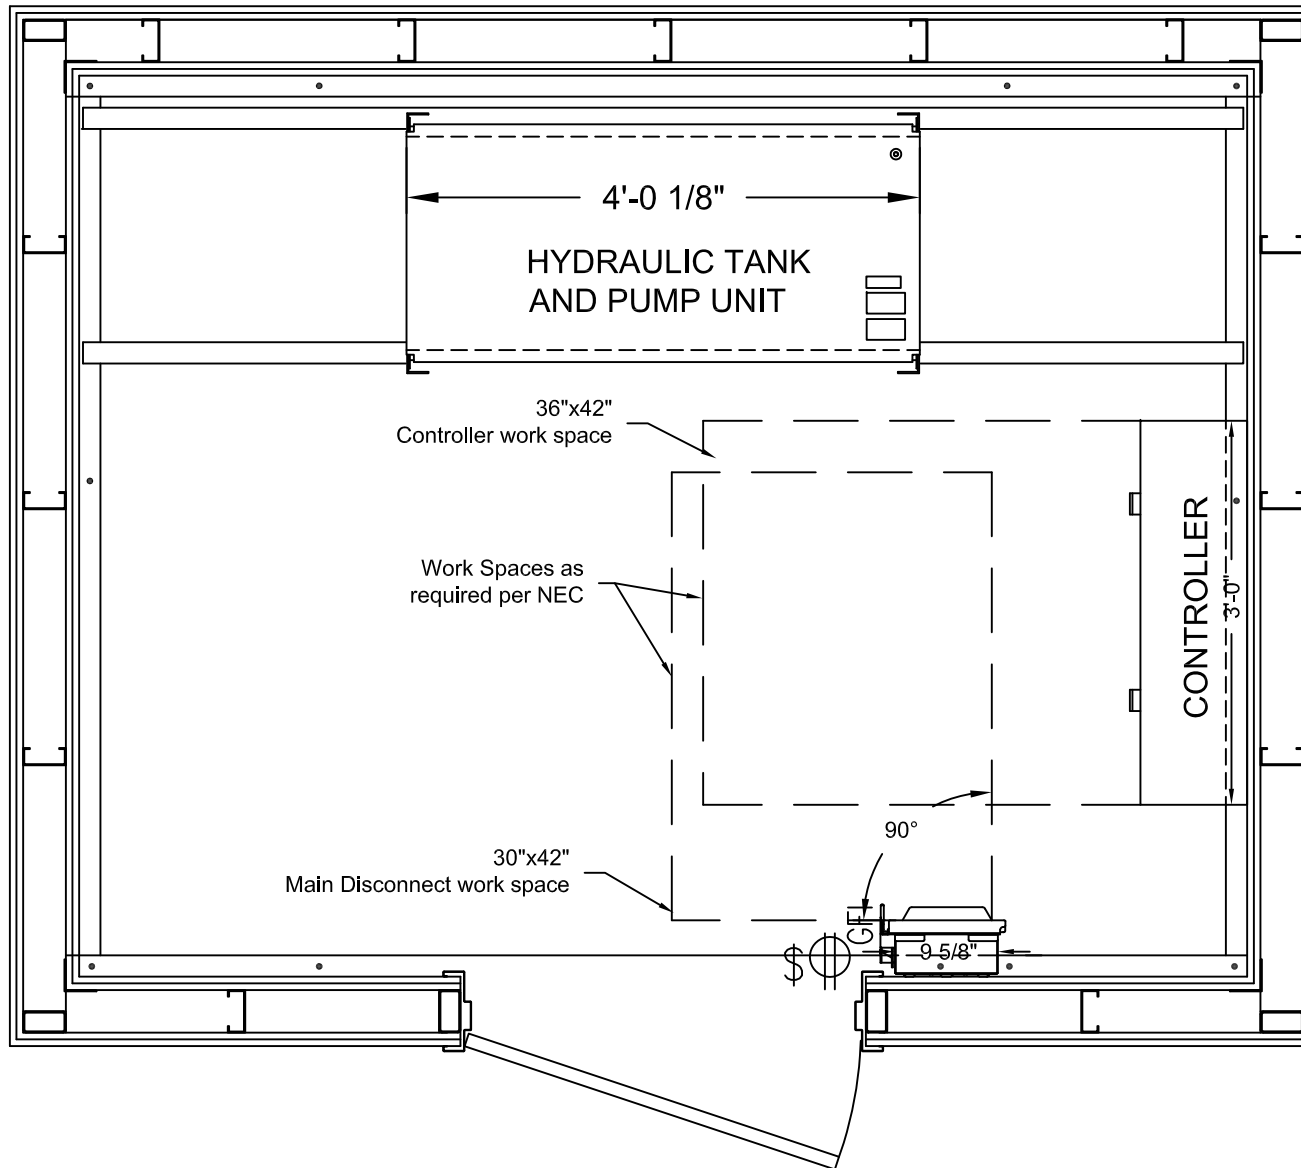 4'-0 1/8"
HYDRAULIC TANK
AND PUMP UNIT
36"x42"
Controller work space
CONTROLLER
3'-0"
Work Spaces as
required per NEC
90°
30"x42"
Main Disconnect work space
GFI
$
9 5/8"